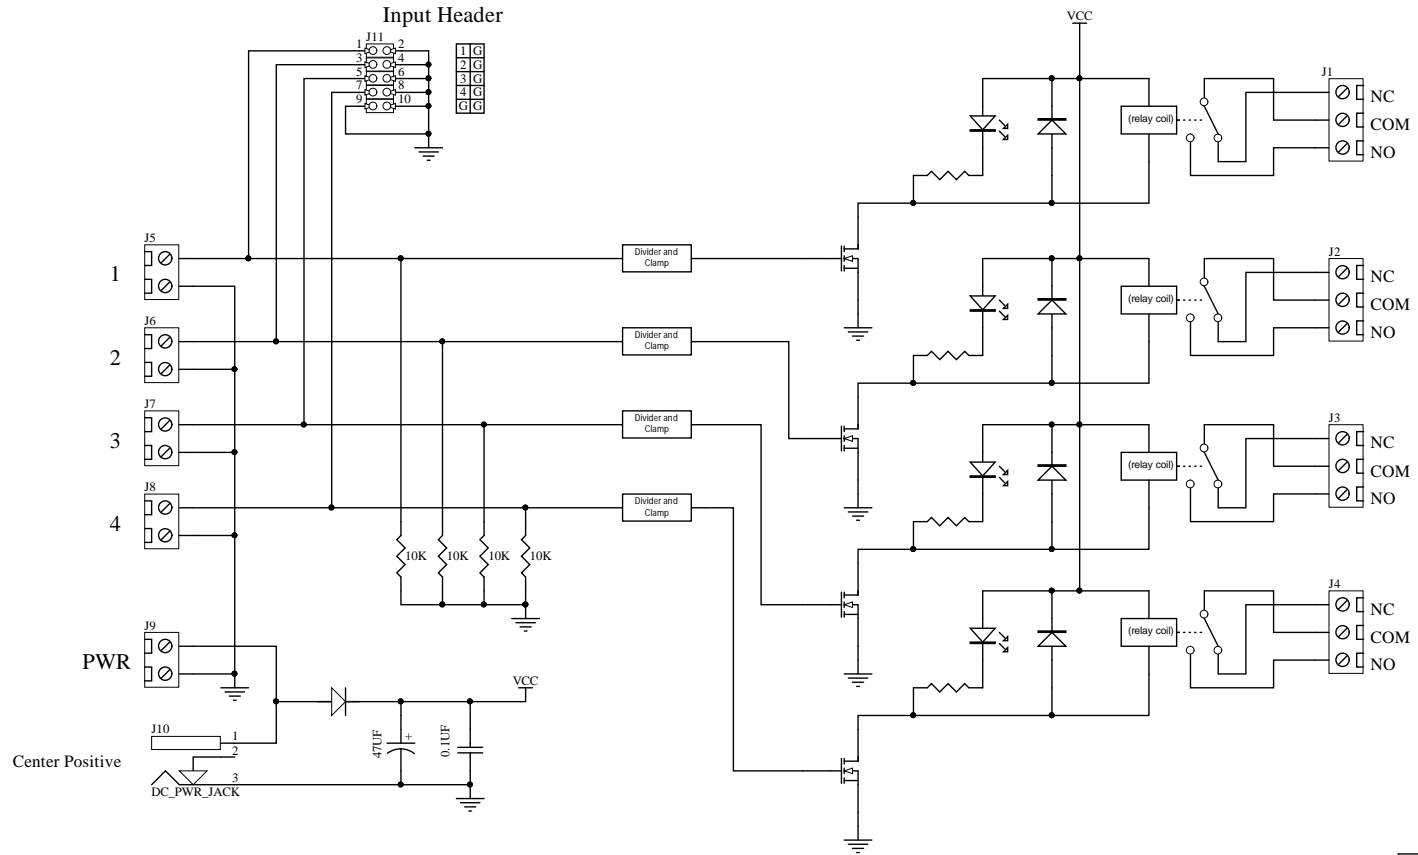 Input Header
J11
1 2
3 4
5 6
7 8
9 10
1 G
2 G
3 G
4 G
G G
VCC
J1
NC
COM
NO
(relay coil)
J5
1
Divider and
Clamp
J2
NC
COM
NO
(relay coil)
J6
2
Divider and
Clamp
J7
3
Divider and
Clamp
J3
NC
COM
NO
(relay coil)
J8
4
Divider and
Clamp
10K 10K 10K 10K
J4
NC
COM
NO
(relay coil)
J9
PWR
VCC
J10
1
2
3
Center Positive
DC_PWR_JACK
47UF
+
0.1UF